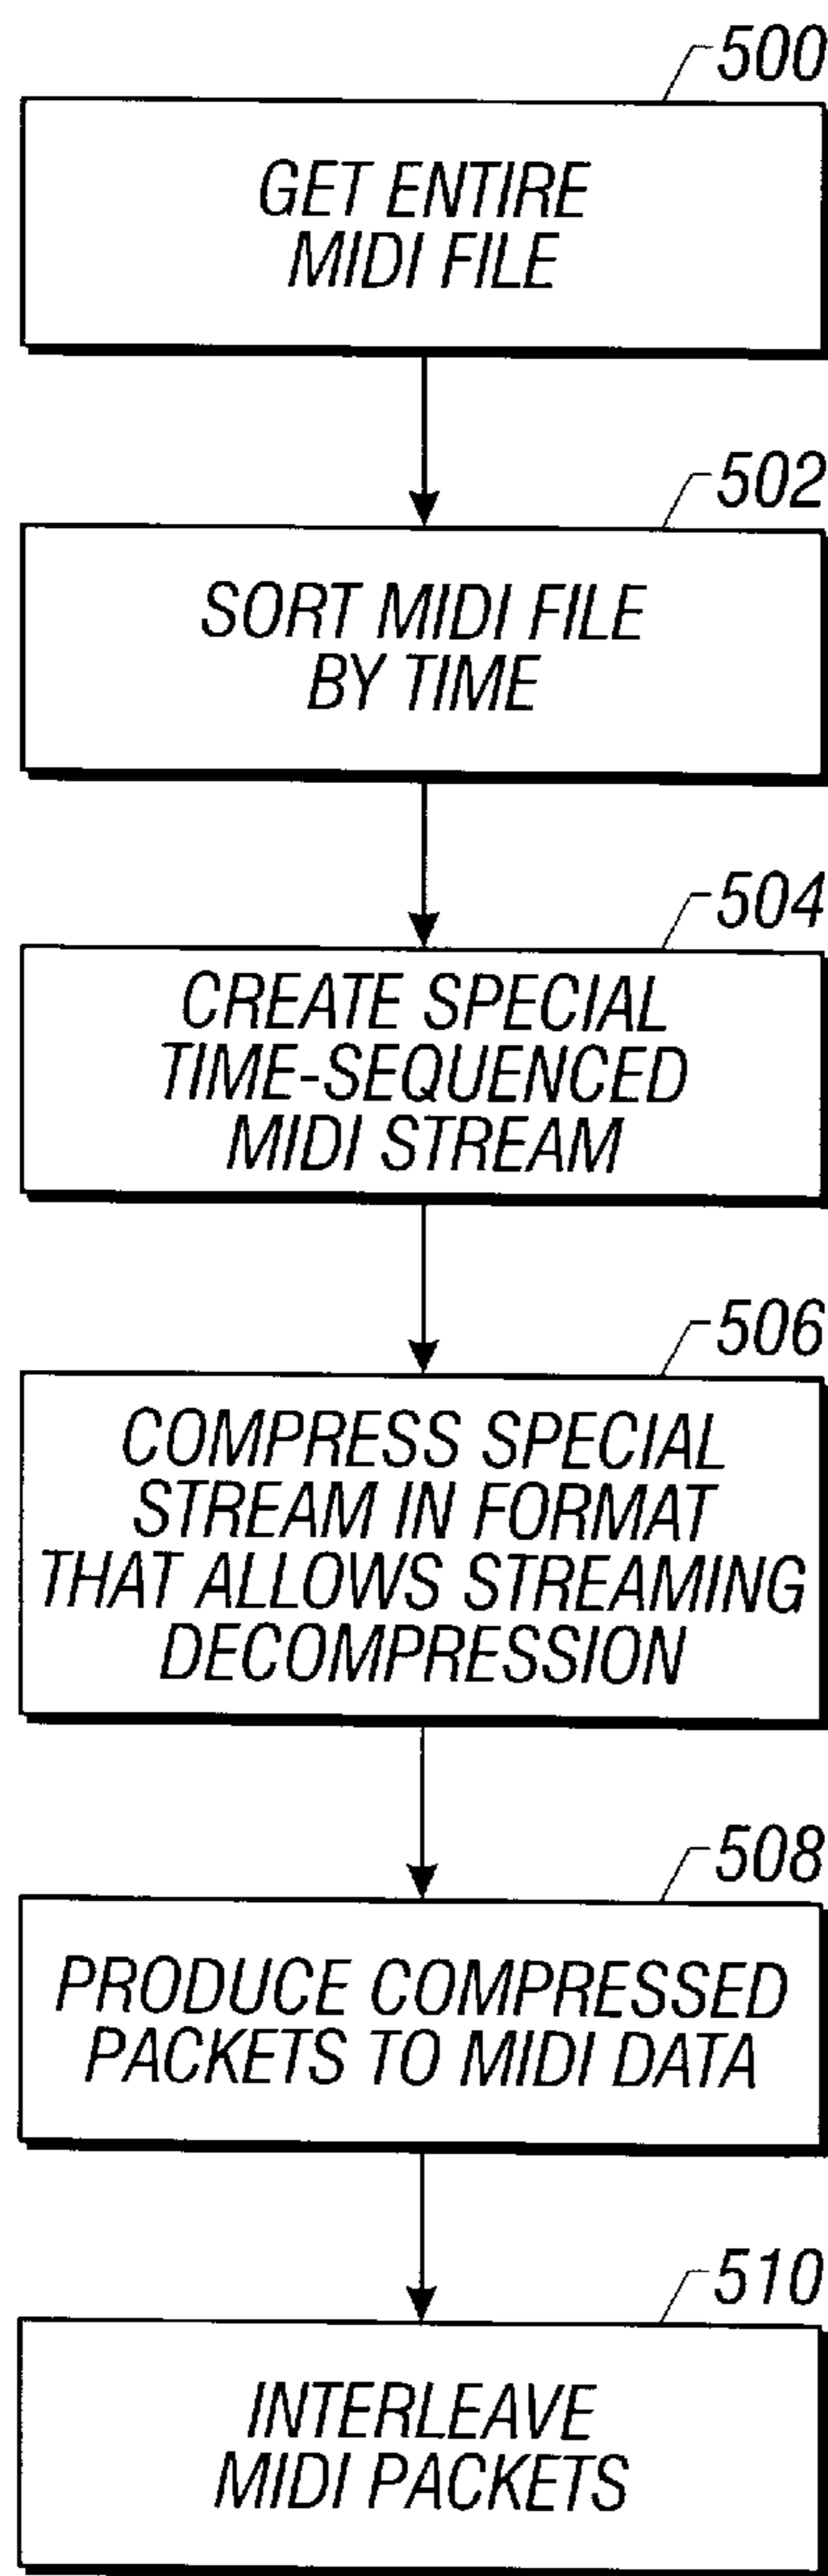 500
GET ENTIRE
MIDI FILE
502
SORT MIDI FILE
BY TIME
504
CREATE SPECIAL
TIME-SEQUENCED
MIDI STREAM
506
COMPRESS SPECIAL
STREAM IN FORMAT
THAT ALLOWS STREAMING
DECOMPRESSION
508
PRODUCE COMPRESSED
PACKETS TO MIDI DATA
510
INTERLEAVE
MIDI PACKETS